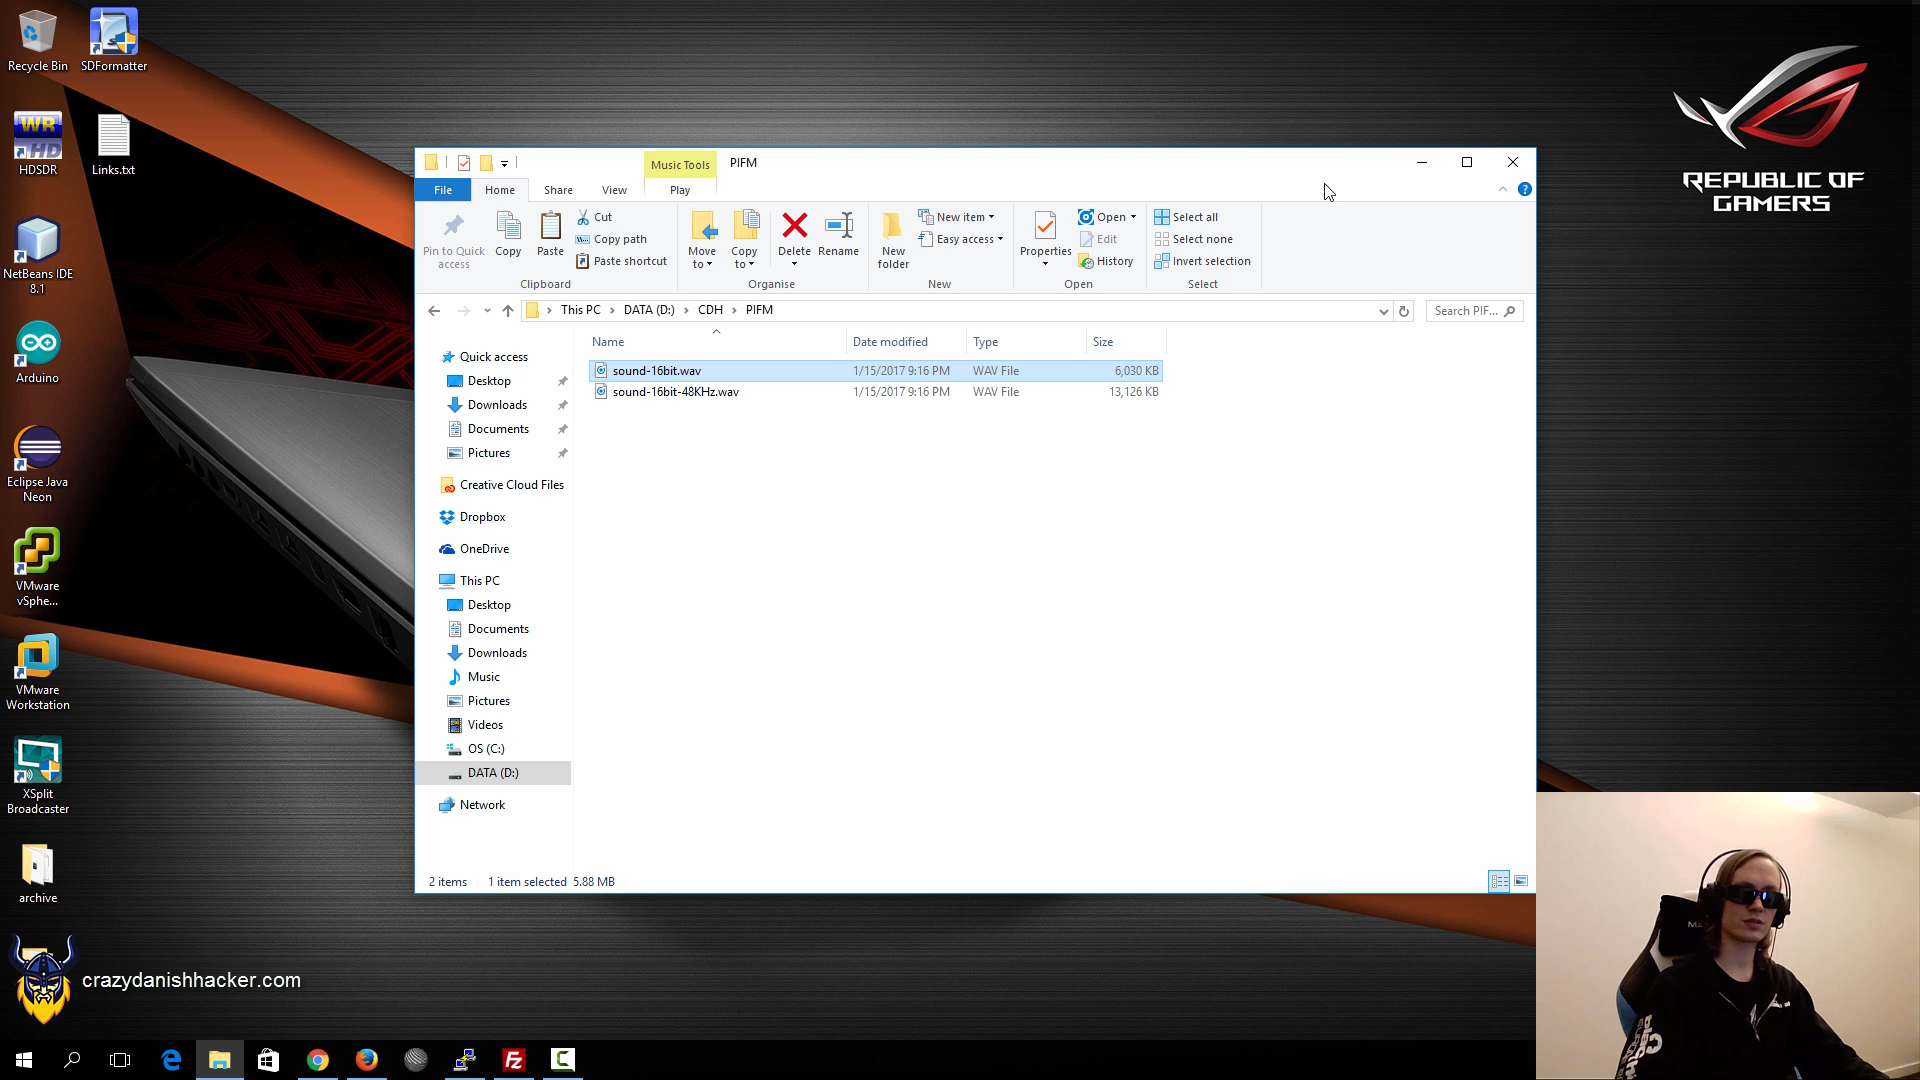 Recycle Bin
SDFormatter
HDSDR
Links.txt
NetBeans IDE
8.1
Arduino
Eclipse Java
Neon
VMware
vSphe...
VMware
Workstation
XSplit
Broadcaster
archive
crazydanishhacker.com
REPUBLIC OF
GAMERS
Music Tools
PIFM
File
Home
Share
View
Play
Pin to Quick
access
Copy
Paste
Cut
Copy path
Paste shortcut
Clipboard
Move
to
Copy
to
Delete
Rename
Organise
New
folder
New item
Easy access
New
Properties
Open
Edit
History
Open
Select all
Select none
Invert selection
Select
This PC
DATA (D:)
CDH
PIFM
Search PIF...
Name
Date modified
Type
Size
sound-16bit.wav
1/15/2017 9:16 PM
WAV File
6,030 KB
sound-16bit-48KHz.wav
1/15/2017 9:16 PM
WAV File
13,126 KB
Quick access
Desktop
Downloads
Documents
Pictures
Creative Cloud Files
Dropbox
OneDrive
This PC
Desktop
Documents
Downloads
Music
Pictures
Videos
OS (C:)
DATA (D:)
Network
2 items
1 item selected 5.88 MB